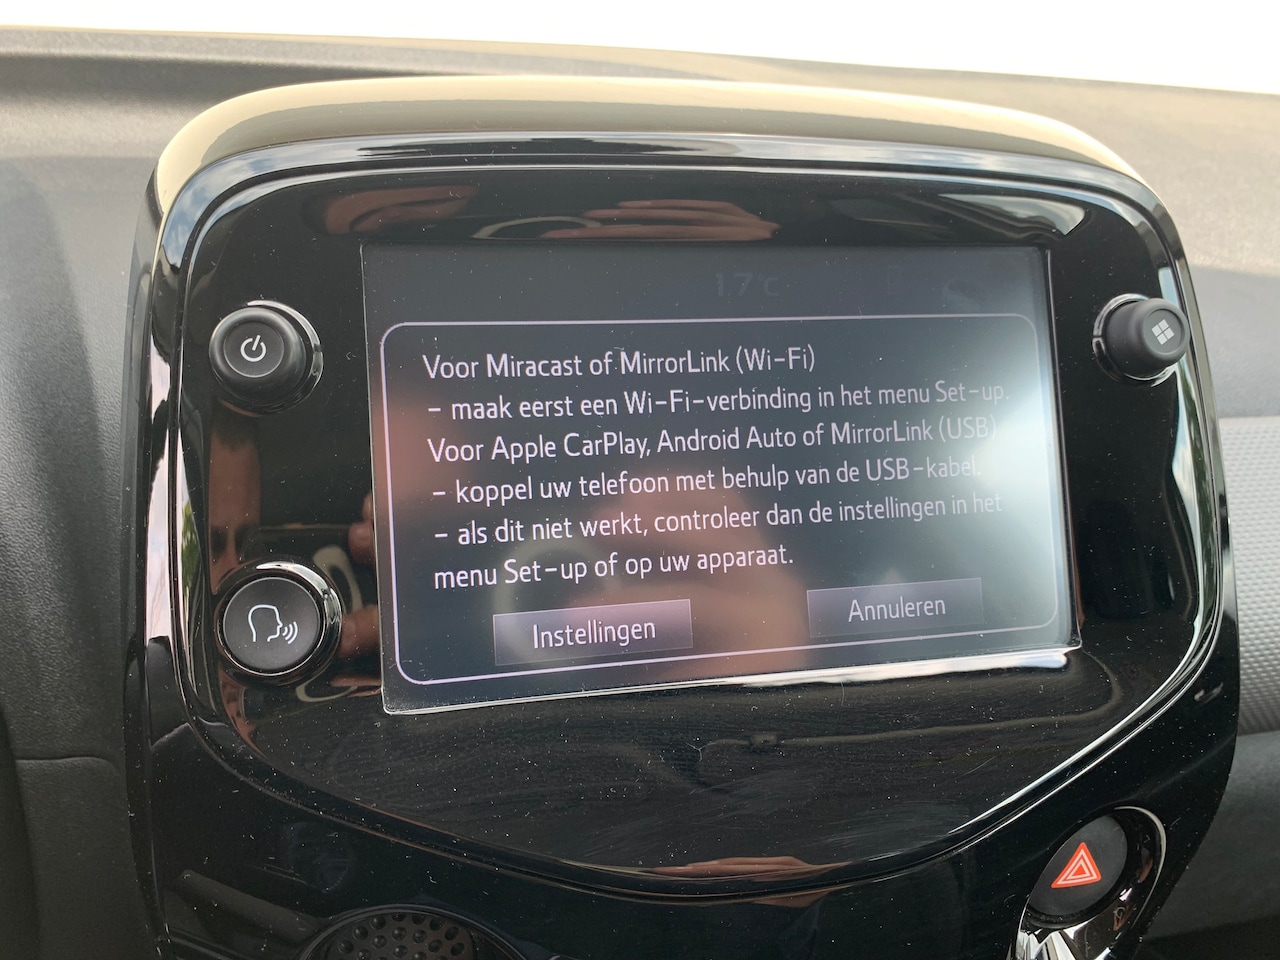 17°C
Voor Miracast of MirrorLink (Wi-Fi)
- maak eerst een Wi-Fi-verbinding in het menu Set-up.
Voor Apple CarPlay, Android Auto of MirrorLink (USB)
- koppel uw telefoon met behulp van de USB-kabel.
- als dit niet werkt, controleer dan de instellingen in het
menu Set-up of op uw apparaat.
Instellingen
Annuleren